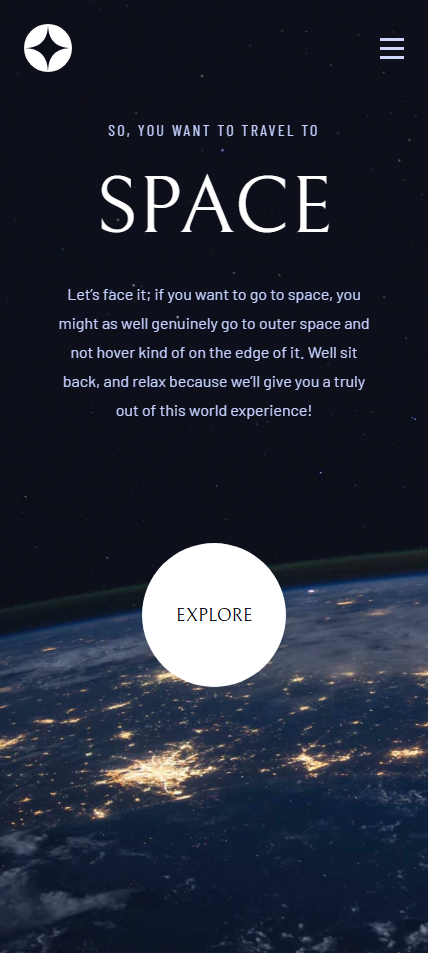 SO, YOU WANT TO TRAVEL TO
SPACE
Let’s face it; if you want to go to space, you
might as well genuinely go to outer space and
not hover kind of on the edge of it. Well sit
back, and relax because we’ll give you a truly
out of this world experience!
EXPLORE